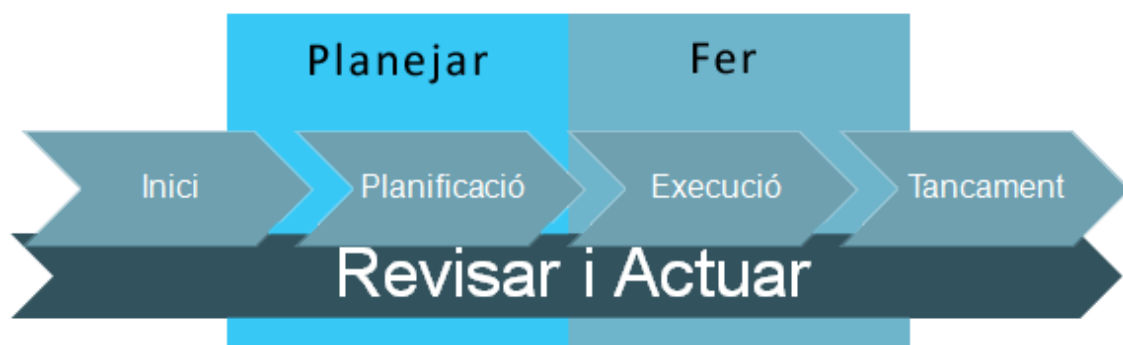 Planejar Fer
Inici Planificació Execució Tancament
Revisar i Actuar